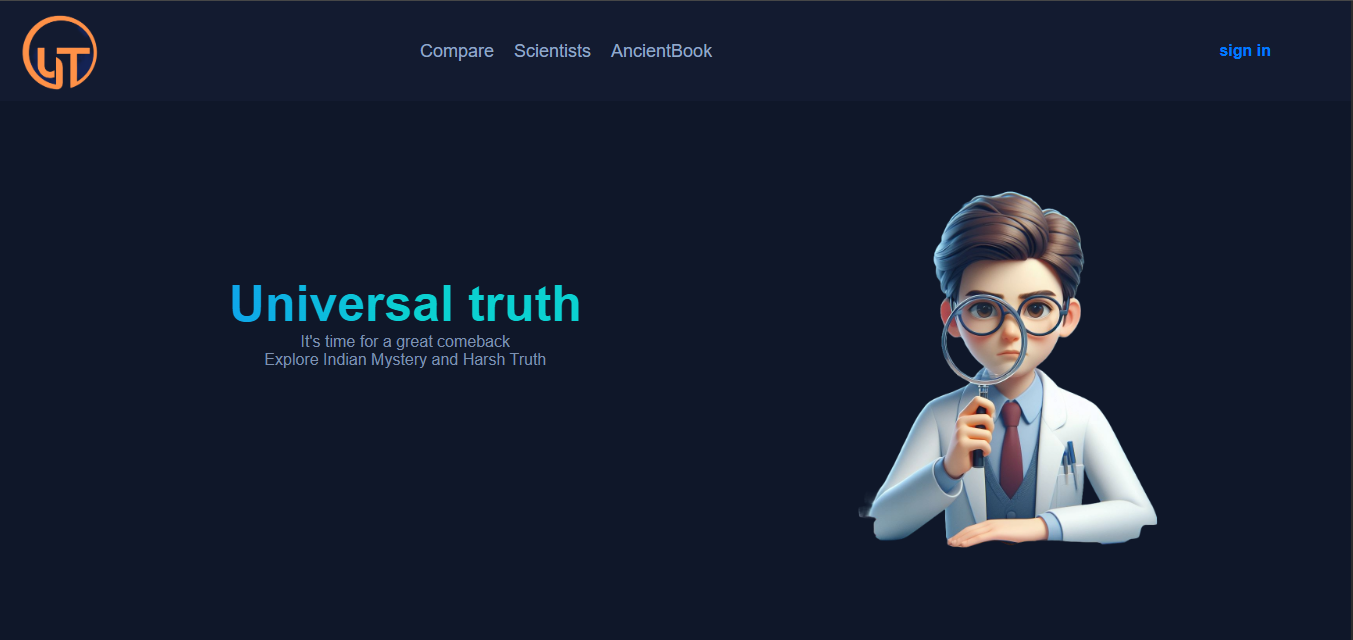 UT
Compare Scientists AncientBook sign in
Universal truth
It's time for a great comeback
Explore Indian Mystery and Harsh Truth